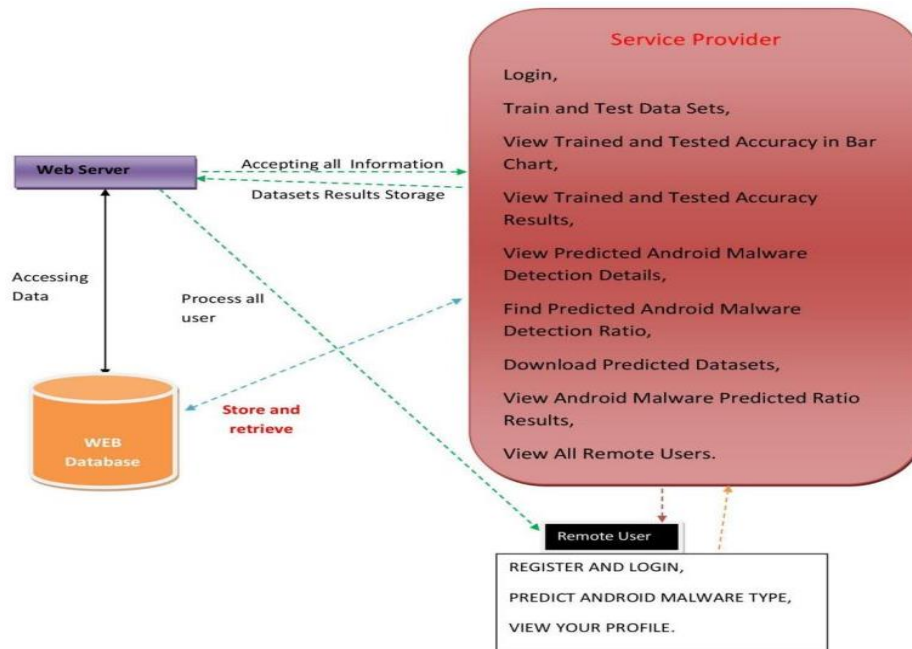 Service Provider
Login,
Train and Test Data Sets,
View Trained and Tested Accuracy in Bar
Chart,
View Trained and Tested Accuracy
Results,
View Predicted Android Malware
Detection Details,
Find Predicted Android Malware
Detection Ratio,
Download Predicted Datasets,
View Android Malware Predicted Ratio
Results,
View All Remote Users.
Web Server
Accepting all Information
Datasets Results Storage
Accessing
Data
Process all
user
Store and
retrieve
WEB
Database
Remote User
REGISTER AND LOGIN,
PREDICT ANDROID MALWARE TYPE,
VIEW YOUR PROFILE.